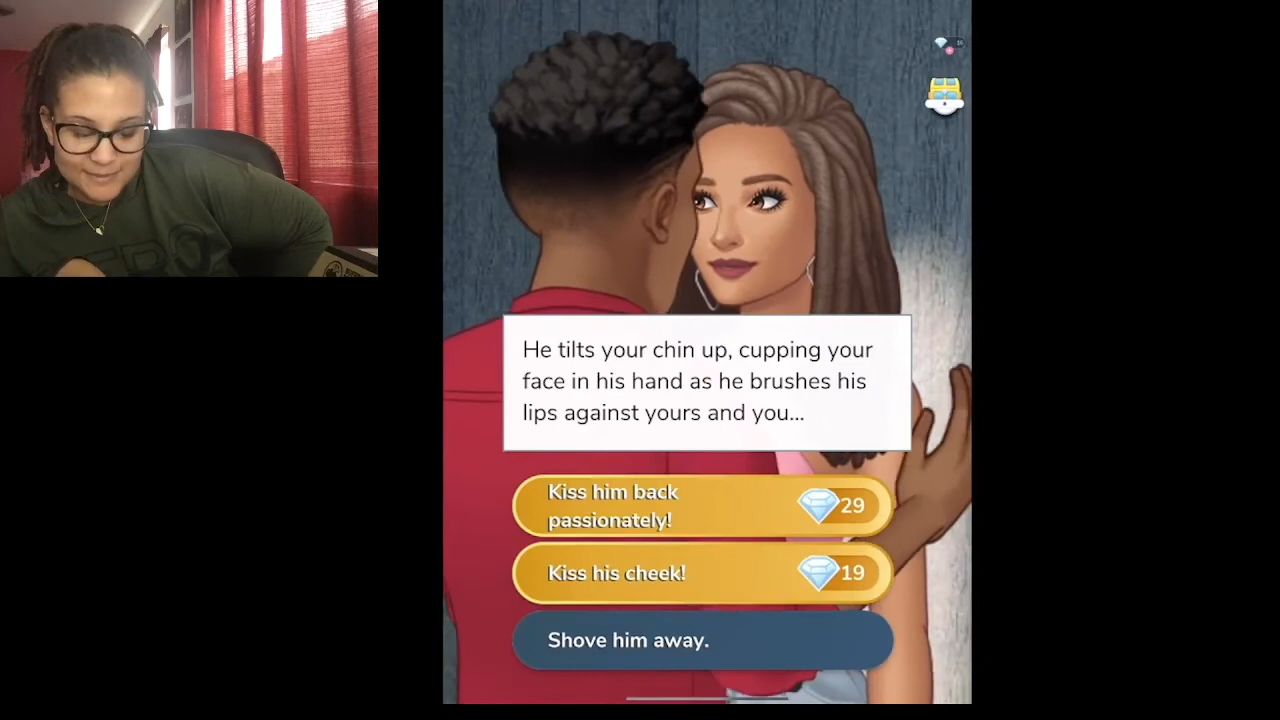 He tilts your chin up, cupping your
face in his hand as he brushes his
lips against yours and you...
Kiss him back
passionately!
29
Kiss his cheek!
19
Shove him away.